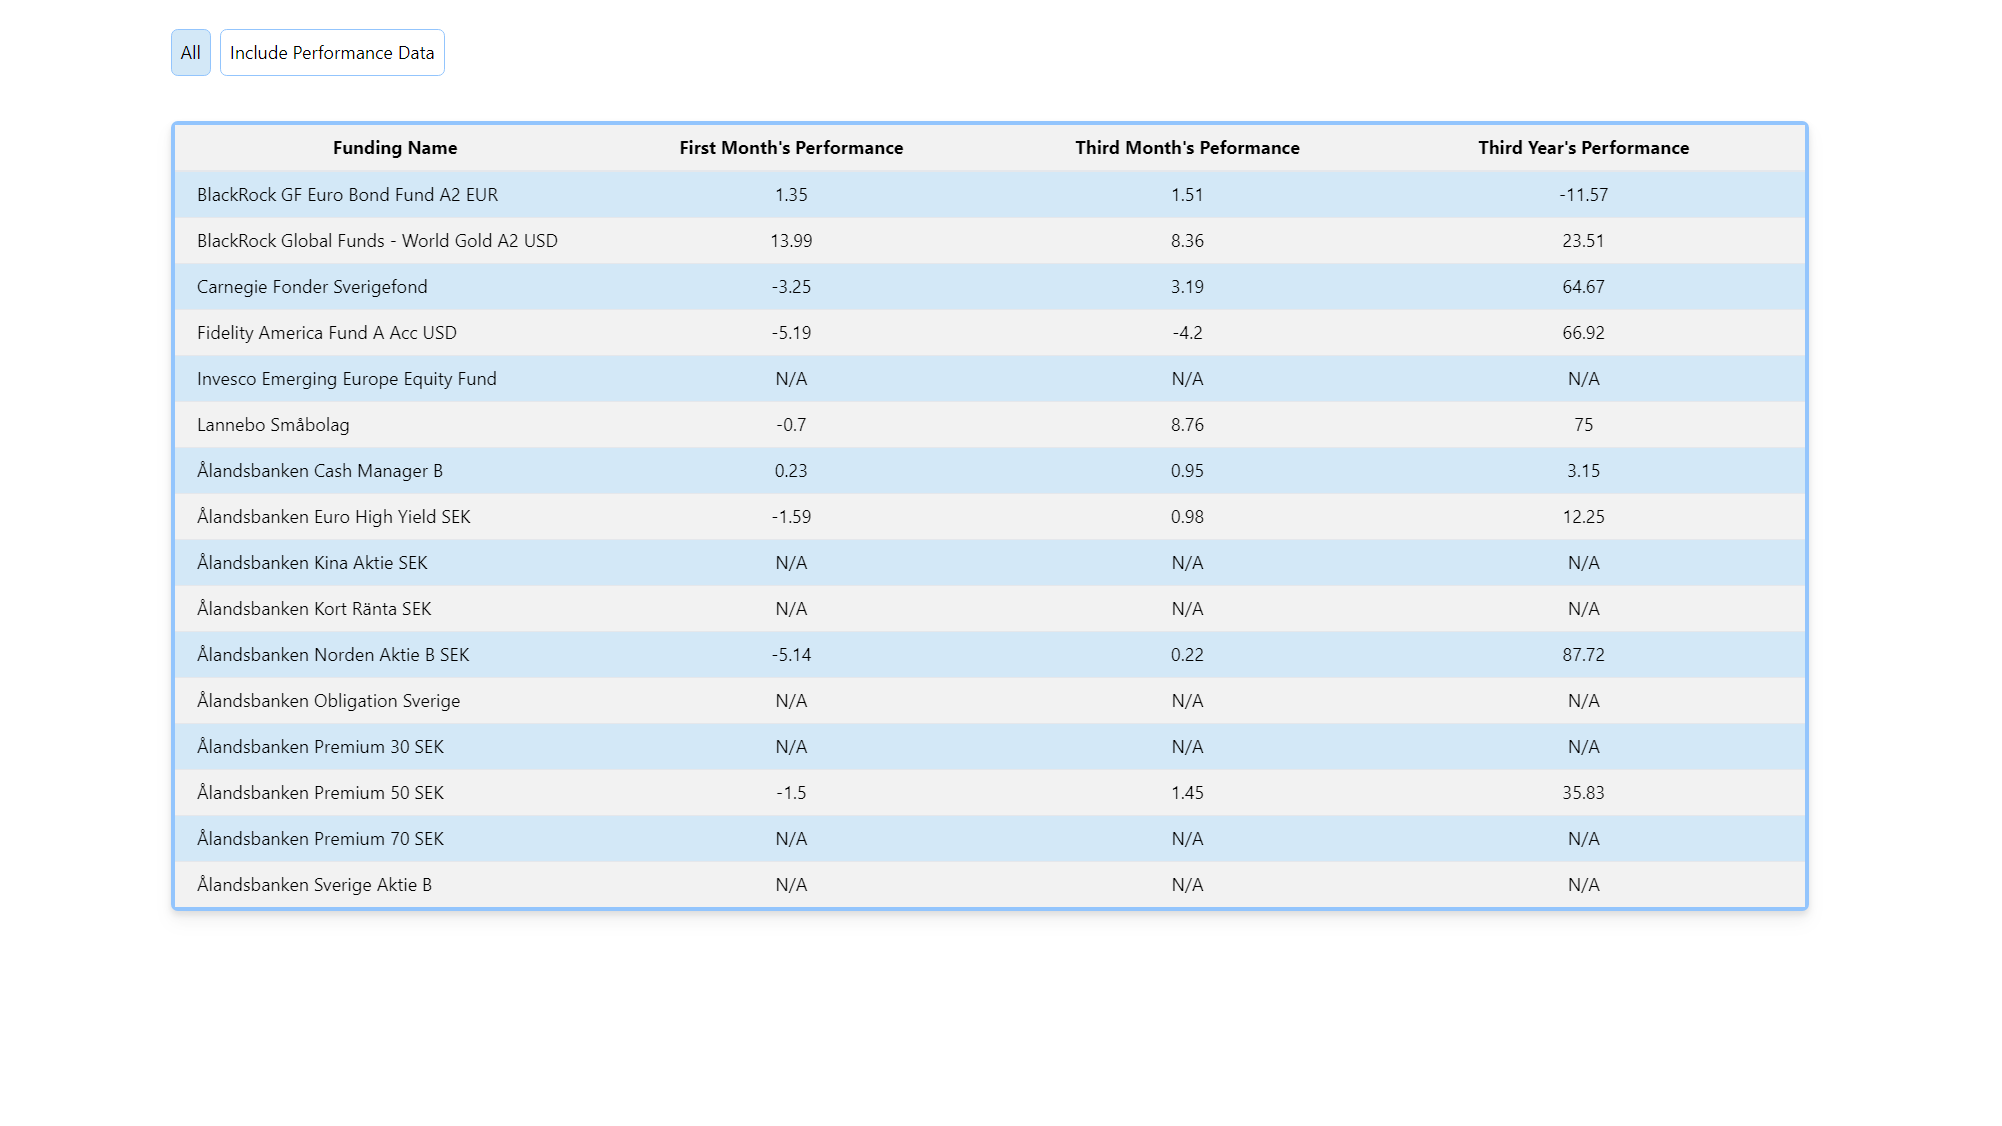 All Include Performance Data
Funding Name First Month's Performance Third Month's Peformance Third Year's Performance
BlackRock GF Euro Bond Fund A2 EUR 1.35 1.51 -11.57
BlackRock Global Funds - World Gold A2 USD 13.99 8.36 23.51
Carnegie Fonder Sverigefond -3.25 3.19 64.67
Fidelity America Fund A Acc USD -5.19 -4.2 66.92
Invesco Emerging Europe Equity Fund N/A N/A N/A
Lannebo Småbolag -0.7 8.76 75
Ålandsbanken Cash Manager B 0.23 0.95 3.15
Ålandsbanken Euro High Yield SEK -1.59 0.98 12.25
Ålandsbanken Kina Aktie SEK N/A N/A N/A
Ålandsbanken Kort Ränta SEK N/A N/A N/A
Ålandsbanken Norden Aktie B SEK -5.14 0.22 87.72
Ålandsbanken Obligation Sverige N/A N/A N/A
Ålandsbanken Premium 30 SEK N/A N/A N/A
Ålandsbanken Premium 50 SEK -1.5 1.45 35.83
Ålandsbanken Premium 70 SEK N/A N/A N/A
Ålandsbanken Sverige Aktie B N/A N/A N/A